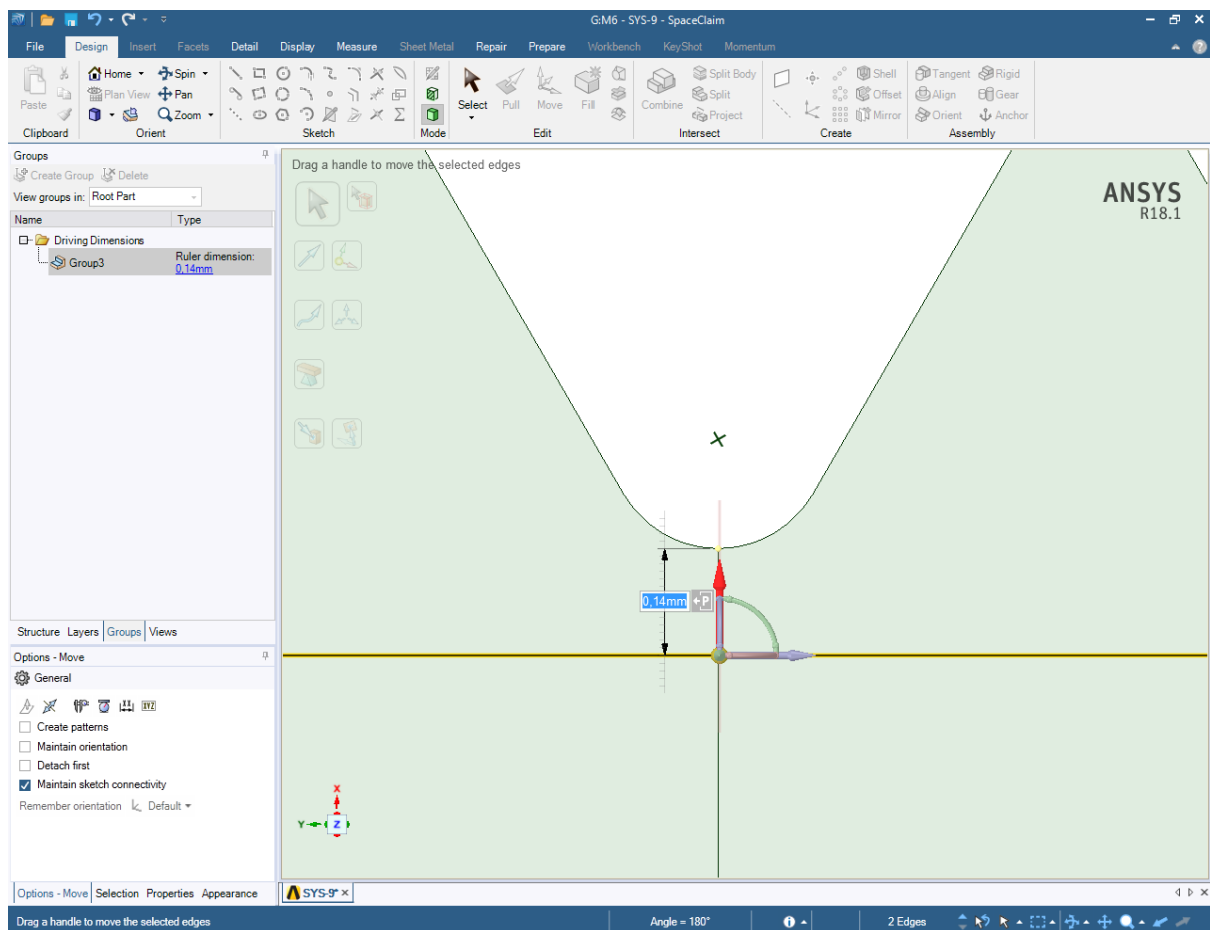 G:M6 - SYS-9 - SpaceClaim
File Design Insert Facets Detail Display Measure Sheet Metal Repair Prepare Workbench KeyShot Momentum
Home Spin Split Body Shell Tangent Rigid
Plan View Pan Split Offset Align Gear
Paste Select Pull Move Fill Combine
Zoom Project Mirror Orient Anchor
Clipboard Orient Sketch Mode Edit Intersect Create Assembly
Groups
Create Group Delete
View groups in: Root Part
Name Type
Driving Dimensions
Group3 Ruler dimension:
0,14mm
Drag a handle to move the selected edges
ANSYS
R18.1
0,14mm P
Structure Layers Groups Views
Options - Move
General
XYZ
Create patterns
Maintain orientation
Detach first
Maintain sketch connectivity
Remember orientation Default
X
Y Z
Options - Move Selection Properties Appearance
SYS-9*
Drag a handle to move the selected edges Angle = 180° 2 Edges